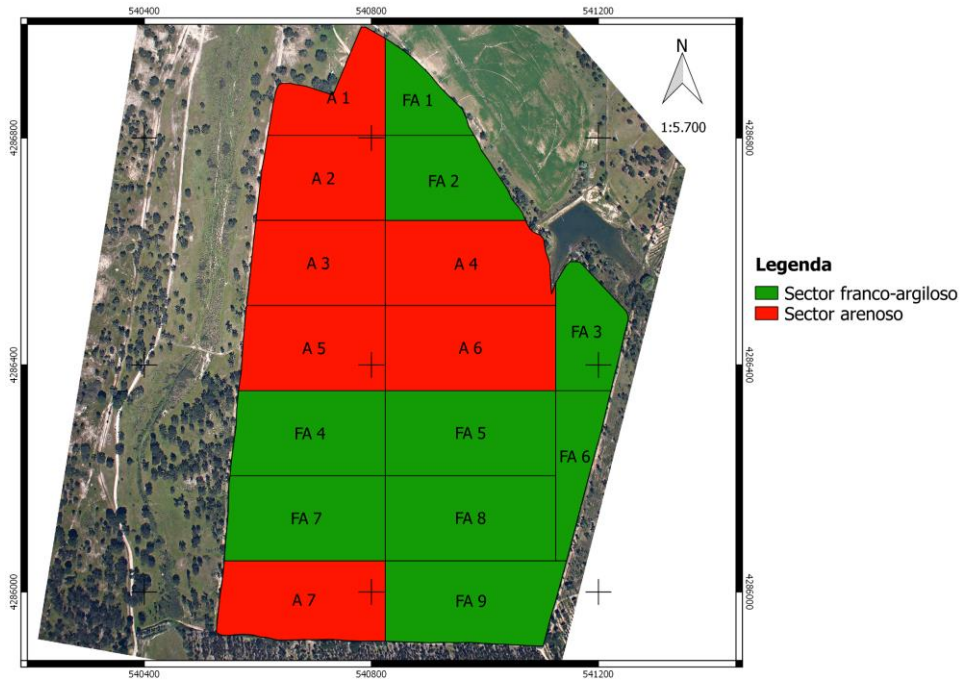 540400 540800 541200
N
1:5.700
4286800 4286800
A 1 FA 1
A 2 FA 2
A 3 A 4
Legenda
Sector franco-argiloso
Sector arenoso
A 5 A 6 FA 3
4286400 4286400
FA 4 FA 5
FA 6
FA 7 FA 8
A 7 FA 9
4286000 4286000
540400 540800 541200